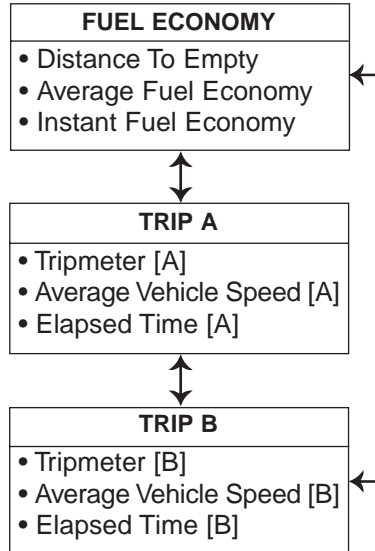 FUEL ECONOMY
• Distance To Empty
• Average Fuel Economy
• Instant Fuel Economy
TRIP A
• Tripmeter [A]
• Average Vehicle Speed [A]
• Elapsed Time [A]
TRIP B
• Tripmeter [B]
• Average Vehicle Speed [B]
• Elapsed Time [B]